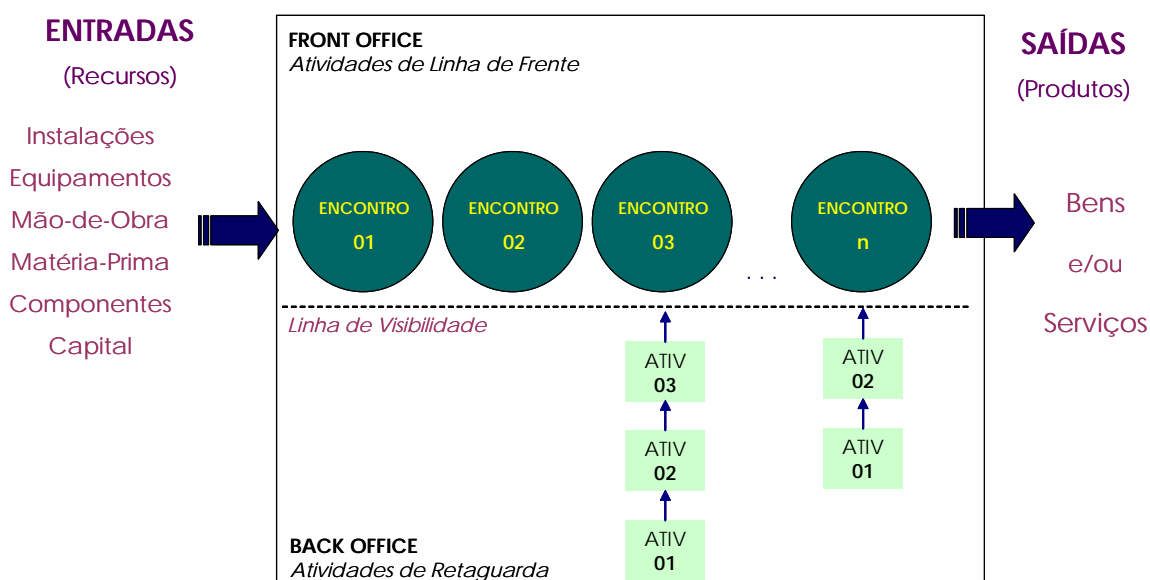 ENTRADAS
(Recursos)
Instalações
Equipamentos
Mão-de-Obra
Matéria-Prima
Componentes
Capital
FRONT OFFICE
Atividades de Linha de Frente
ENCONTRO
01
ENCONTRO
02
ENCONTRO
03
. . .
ENCONTRO
n
Linha de Visibilidade
ATIV
03
ATIV
02
ATIV
01
ATIV
02
ATIV
01
BACK OFFICE
Atividades de Retaguarda
SAÍDAS
(Produtos)
Bens
e/ou
Serviços